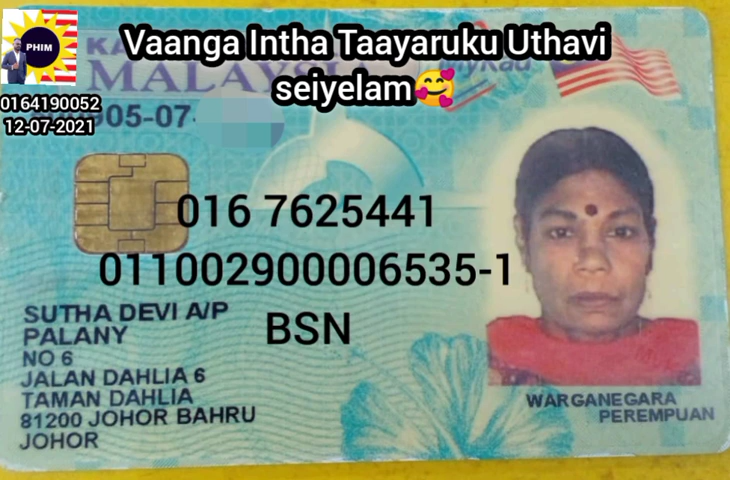 PHIM
Vaanga Intha Taayaruku Uthavi
seiyelam🥰
MALAYSIA
MyKad
0164190052
12-07-2021
016 7625441
011002900006535-1
BSN
SUTHA DEVI A/P
PALANY
NO 6
JALAN DAHLIA 6
TAMAN DAHLIA
81200 JOHOR BAHRU
JOHOR
WARGANEGARA
PEREMPUAN